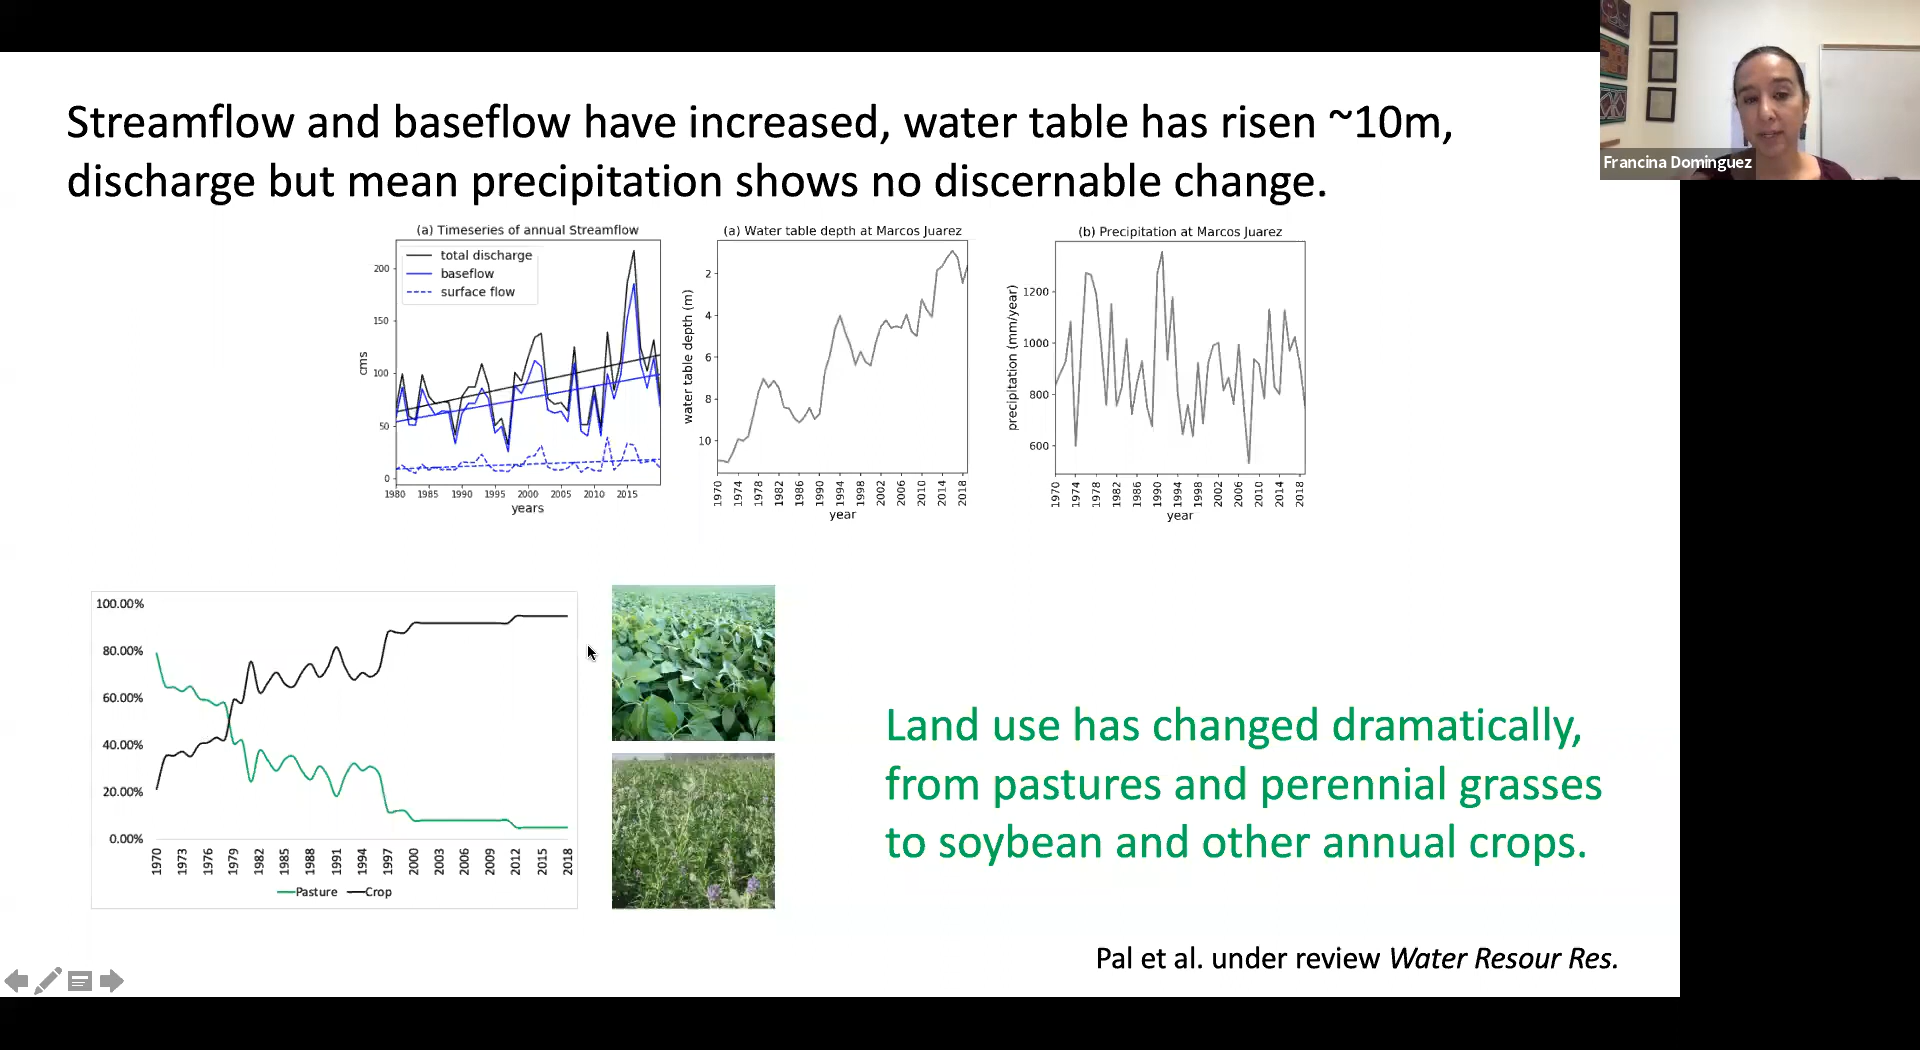 Streamflow and baseflow have increased, water table has risen ~10m,
discharge but mean precipitation shows no discernable change.
Francina Dominguez
(a) Timeseries of annual Streamflow
total discharge
baseflow
surface flow
200
150
100
50
0
cms
1980 1985 1990 1995 2000 2005 2010 2015
years
(a) Water table depth at Marcos Juarez
2
4
6
8
10
water table depth (m)
1970 1974 1978 1982 1986 1990 1994 1998 2002 2006 2010 2014 2018
year
(b) Precipitation at Marcos Juarez
1200
1000
800
600
precipitation (mm/year)
1970 1974 1978 1982 1986 1990 1994 1998 2002 2006 2010 2014 2018
year
100.00%
80.00%
60.00%
40.00%
20.00%
0.00%
1970 1973 1976 1979 1982 1985 1988 1991 1994 1997 2000 2003 2006 2009 2012 2015 2018
Pasture Crop
Land use has changed dramatically,
from pastures and perennial grasses
to soybean and other annual crops.
Pal et al. under review Water Resour Res.